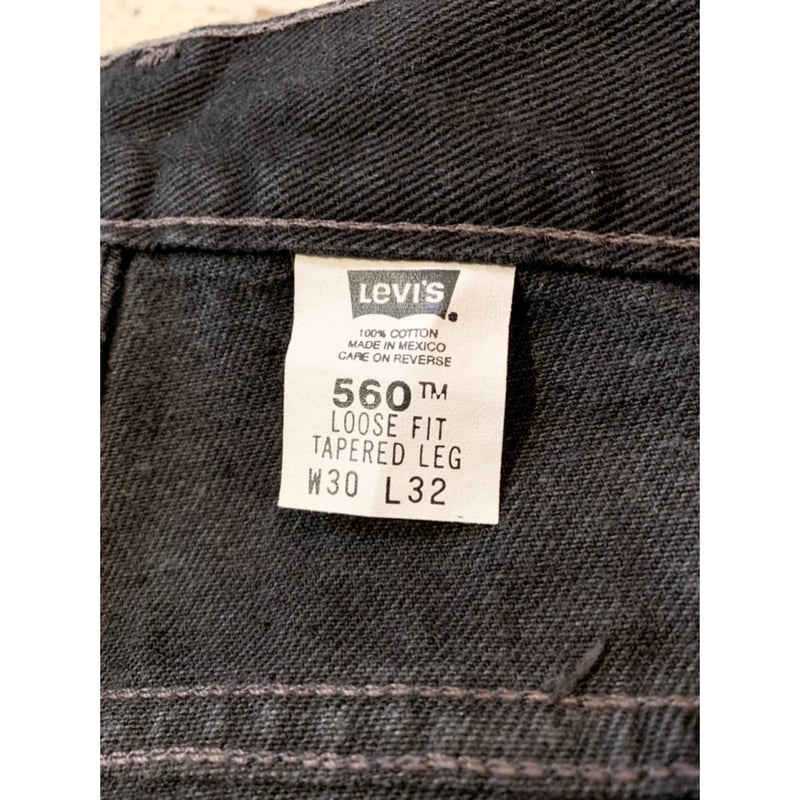 LEVI'S
100% COTTON
MADE IN MEXICO
CARE ON REVERSE
560™
LOOSE FIT
TAPERED LEG
W30 L32